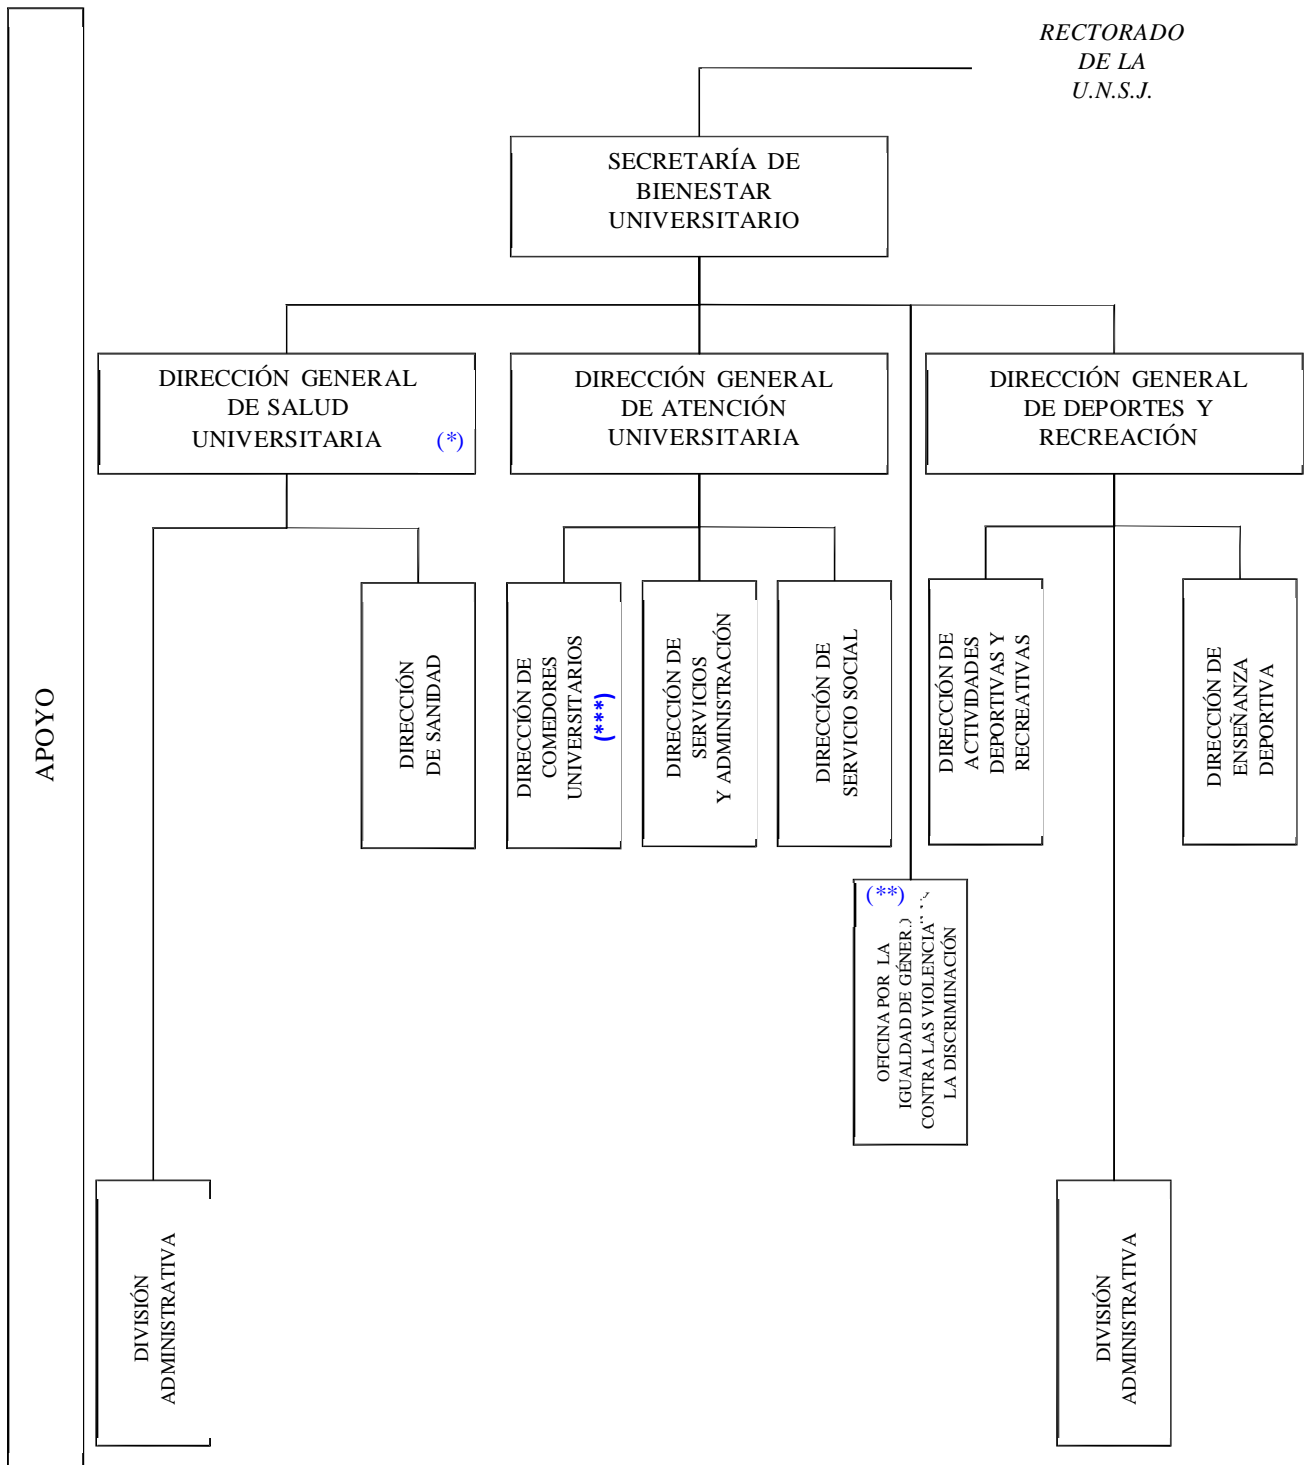 RECTORADO
DE LA
U.N.S.J.
SECRETARÍA DE
BIENESTAR
UNIVERSITARIO
DIRECCIÓN GENERAL
DE SALUD
UNIVERSITARIA (*)
DIRECCIÓN GENERAL
DE ATENCIÓN
UNIVERSITARIA
DIRECCIÓN GENERAL
DE DEPORTES Y
RECREACIÓN
APOYO
DIRECCIÓN
DE SANIDAD
DIRECCIÓN DE
COMEDORES
UNIVERSITARIOS
(***)
DIRECCIÓN DE
SERVICIOS
Y ADMINISTRACIÓN
DIRECCIÓN DE
SERVICIO SOCIAL
DIRECCIÓN DE
ACTIVIDADES
DEPORTIVAS Y
RECREATIVAS
DIRECCIÓN DE
ENSEÑANZA
DEPORTIVA
(**)
OFICINA POR LA
IGUALDAD DE
CONTRA LAS
LA DISCRIMINACIÓN
DIVISIÓN
ADMINISTRATIVA
DIVISIÓN
ADMINISTRATIVA